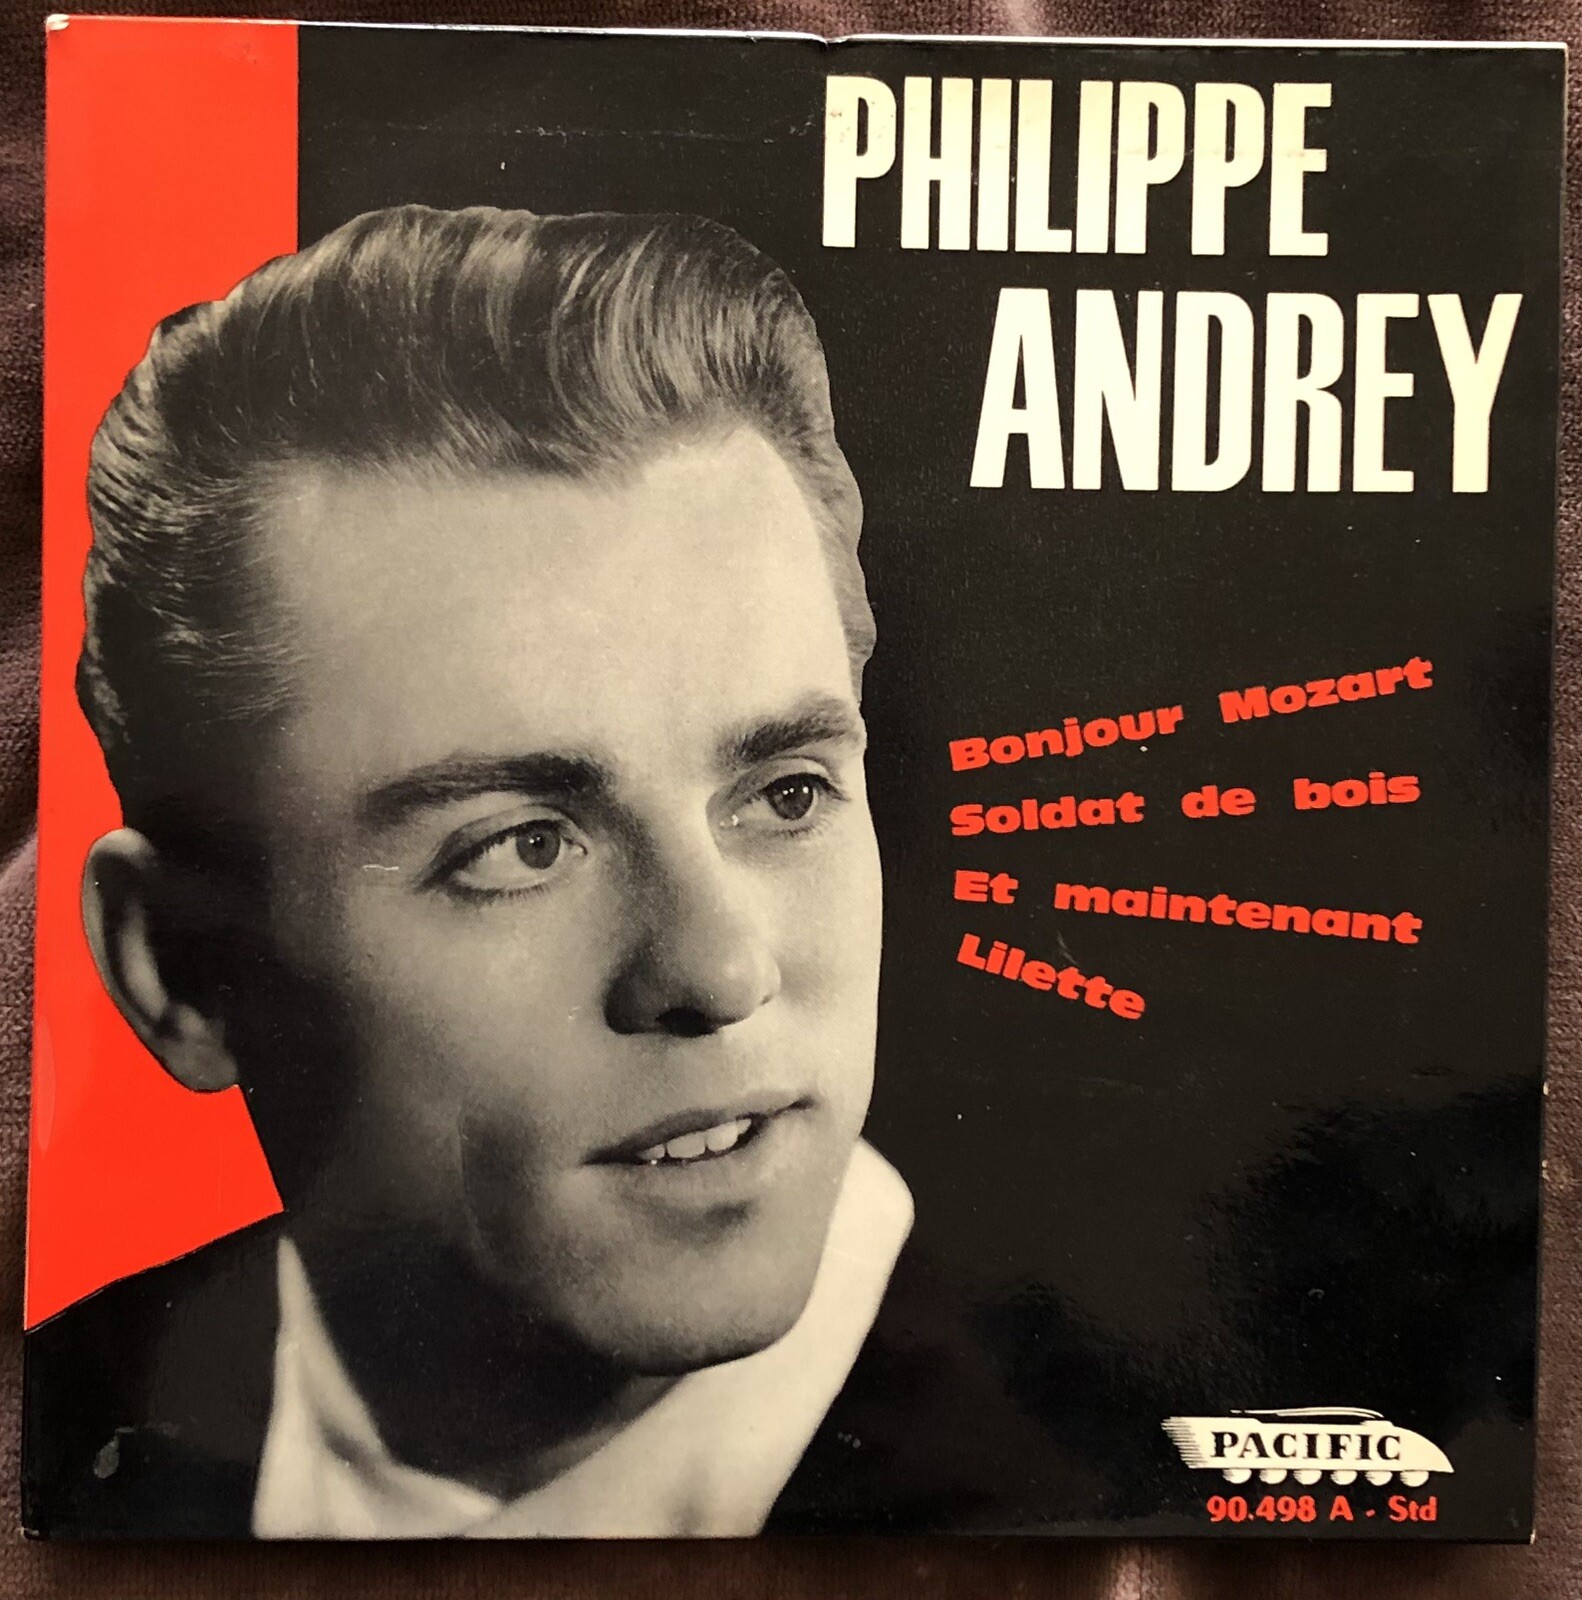 PHILIPPE
ANDREY
Bonjour Mozart
Soldat de bois
Et maintenant
Lilette
PACIFIC
90.498 A - Std